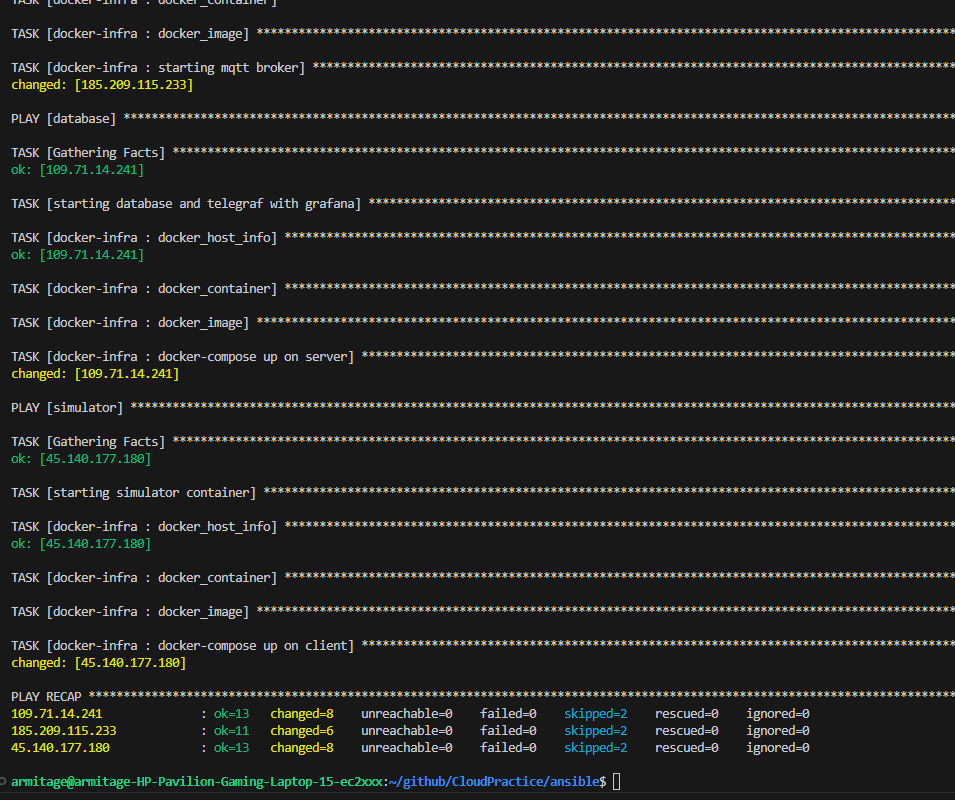 TASK [docker-infra : docker_container]
TASK [docker-infra : docker_image] ****************************************************************************************************
TASK [docker-infra : starting mqtt broker] ********************************************************************************************
changed: [185.209.115.233]
PLAY [database] ***********************************************************************************************************************
TASK [Gathering Facts] ****************************************************************************************************************
ok: [109.71.14.241]
TASK [starting database and telegraf with grafana] ************************************************************************************
TASK [docker-infra : docker_host_info] ************************************************************************************************
ok: [109.71.14.241]
TASK [docker-infra : docker_container] ************************************************************************************************
TASK [docker-infra : docker_image] ****************************************************************************************************
TASK [docker-infra : docker-compose up on server] *************************************************************************************
changed: [109.71.14.241]
PLAY [simulator] **********************************************************************************************************************
TASK [Gathering Facts] ****************************************************************************************************************
ok: [45.140.177.180]
TASK [starting simulator container] ***************************************************************************************************
TASK [docker-infra : docker_host_info] ************************************************************************************************
ok: [45.140.177.180]
TASK [docker-infra : docker_container] ************************************************************************************************
TASK [docker-infra : docker_image] ****************************************************************************************************
TASK [docker-infra : docker-compose up on client] *************************************************************************************
changed: [45.140.177.180]
PLAY RECAP ****************************************************************************************************************************
109.71.14.241 : ok=13 changed=8 unreachable=0 failed=0 skipped=2 rescued=0 ignored=0
185.209.115.233 : ok=11 changed=6 unreachable=0 failed=0 skipped=2 rescued=0 ignored=0
45.140.177.180 : ok=13 changed=8 unreachable=0 failed=0 skipped=2 rescued=0 ignored=0
armitage@armitage-HP-Pavilion-Gaming-Laptop-15-ec2xxx:~/github/CloudPractice/ansible$